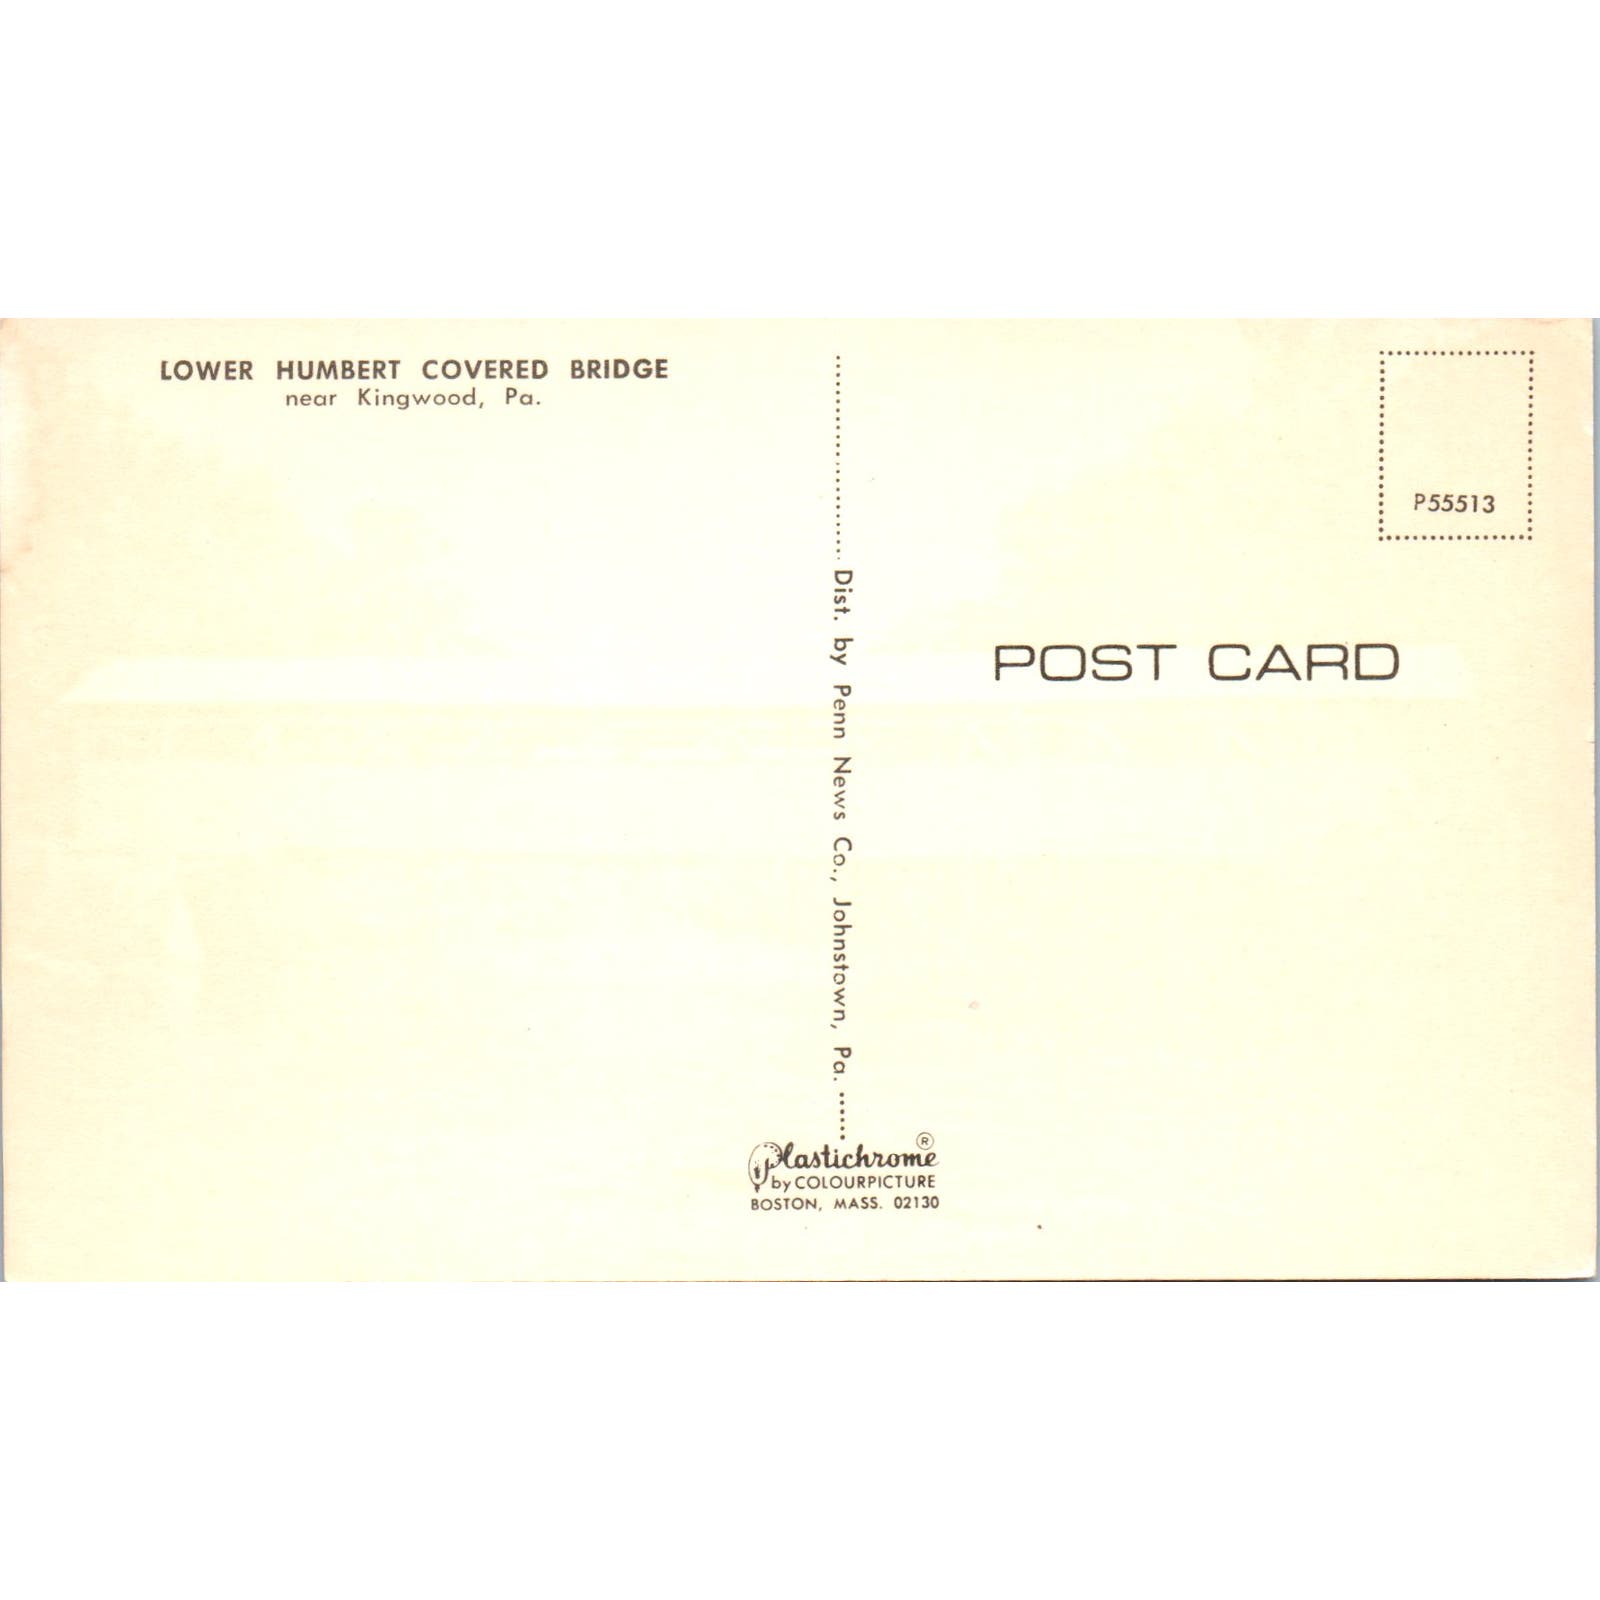 LOWER HUMBERT COVERED BRIDGE
near Kingwood, Pa.
Dist. by Penn News Co., Johnstown, Pa.
Plastichrome ®
by COLOURPICTURE
BOSTON, MASS. 02130
P55513
POST CARD